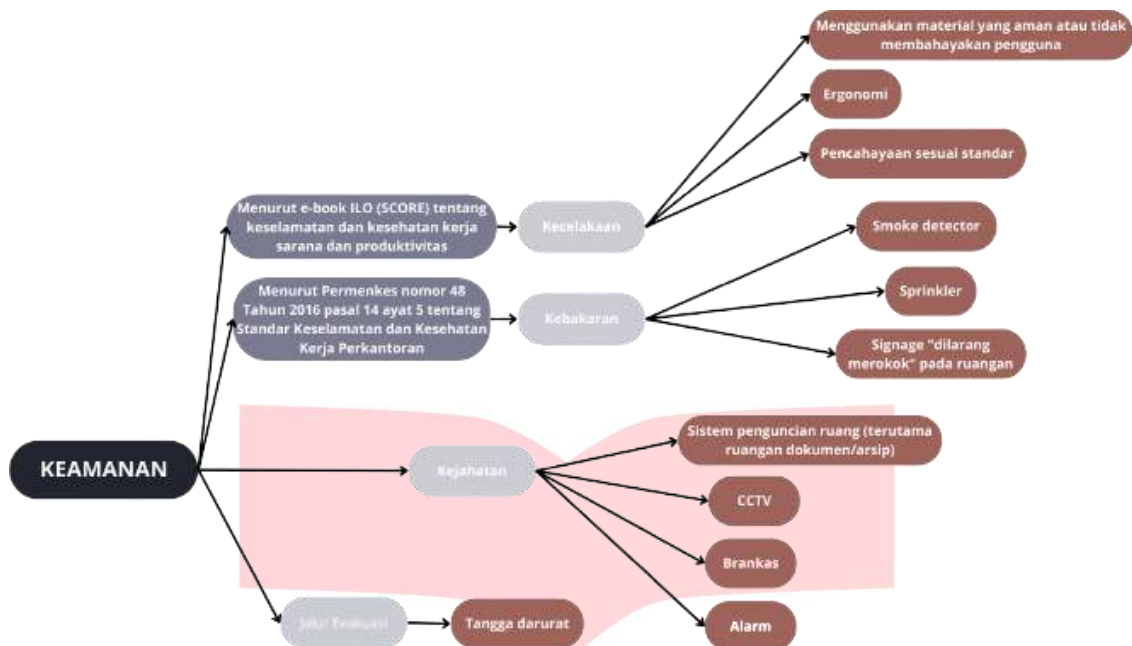 Menggunakan material yang aman atau tidak
membahayakan pengguna
Ergonomi
Pencahayaan sesuai standar
Menurut e-book ILO (SCORE) tentang
keselamatan dan kesehatan kerja
sarana dan produktivitas
Kecelakaan
Smoke detector
Menurut Permenkes nomor 48
Tahun 2016 pasal 14 ayat 5 tentang
Standar Keselamatan dan Kesehatan
Kerja Perkantoran
Kebakaran
Sprinkler
Signage "dilarang
merokok" pada ruangan
KEAMANAN
Kejahatan
Sistem penguncian ruang (terutama
ruangan dokumen/arsip)
CCTV
Brankas
Alarm
Jalur Evakuasi
Tangga darurat